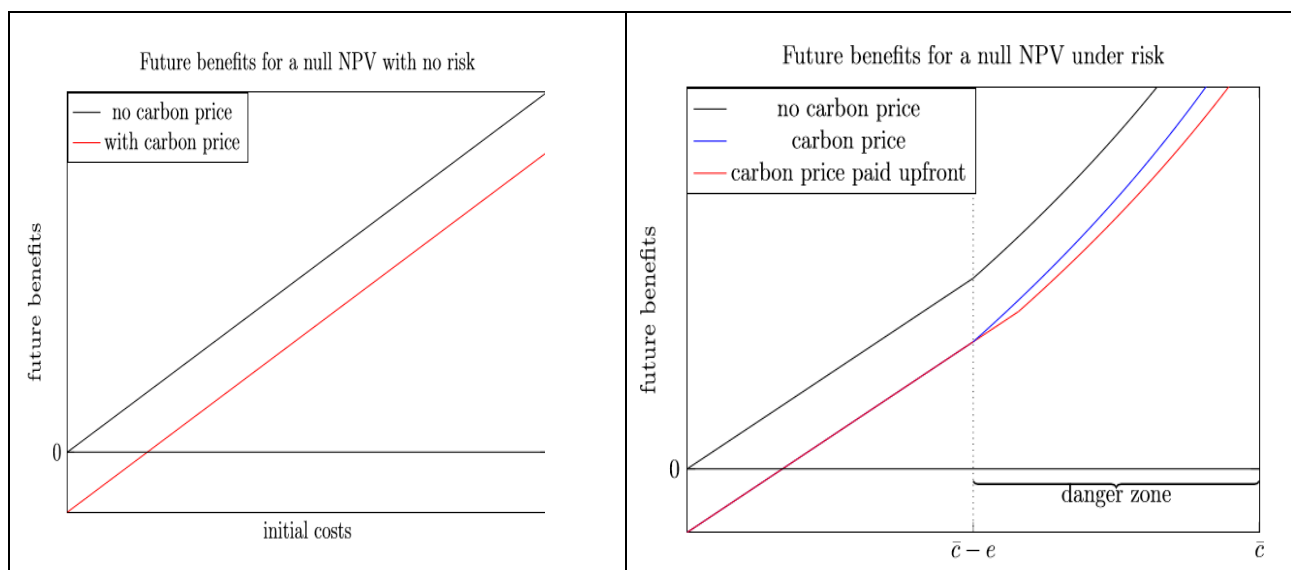 Future benefits for a null NPV with no risk
no carbon price
with carbon price
future benefits
0
initial costs
Future benefits for a null NPV under risk
no carbon price
carbon price
carbon price paid upfront
future benefits
0
danger zone
c̄ − e
c̄